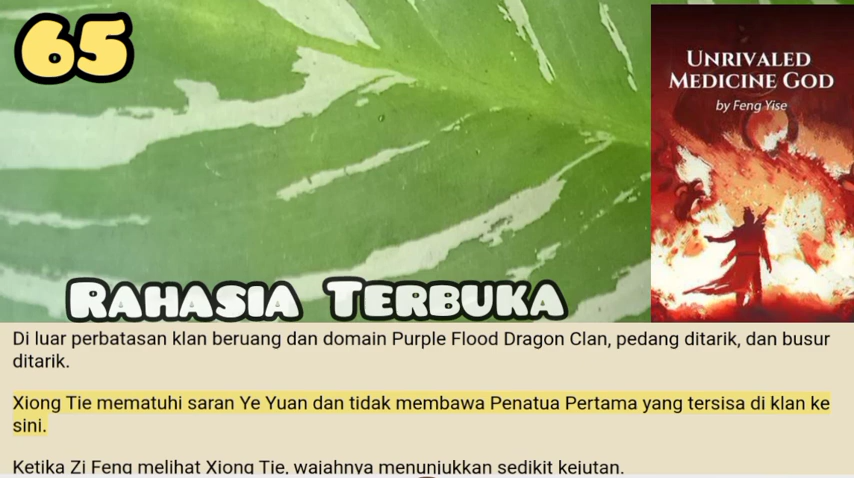 65
UNRIVALED
MEDICINE GOD
by Feng Yise
RAHASIA TERBUKA
Di luar perbatasan klan beruang dan domain Purple Flood Dragon Clan, pedang ditarik, dan busur
ditarik.
Xiong Tie mematuhi saran Ye Yuan dan tidak membawa Penatua Pertama yang tersisa di klan ke
sini.
Ketika Zi Feng melihat Xiong Tie, wajahnya menunjukkan sedikit kejutan.